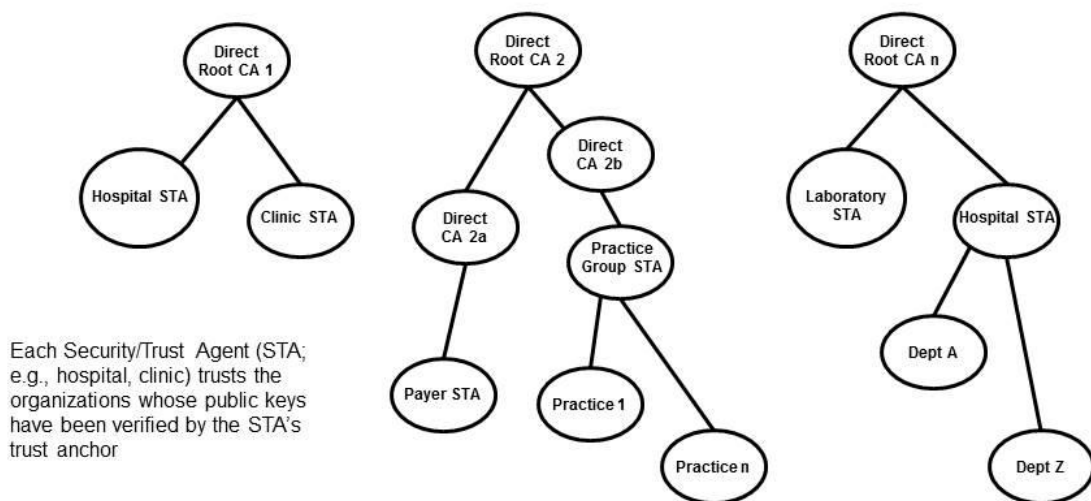 Direct
Root CA 1
Hospital STA
Clinic STA
Direct
Root CA 2
Direct
CA 2b
Direct
CA 2a
Practice
Group STA
Payer STA
Practice 1
Practice n
Direct
Root CA n
Laboratory
STA
Hospital STA
Dept A
Dept Z
Each Security/Trust Agent (STA;
e.g., hospital, clinic) trusts the
organizations whose public keys
have been verified by the STA's
trust anchor